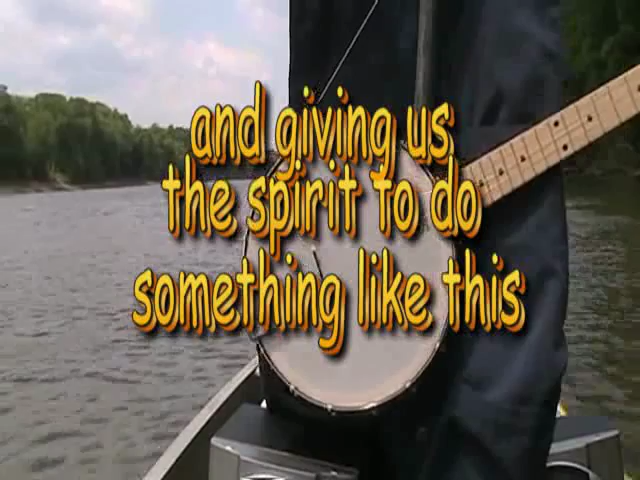 and giving us
the spirit to do
something like this